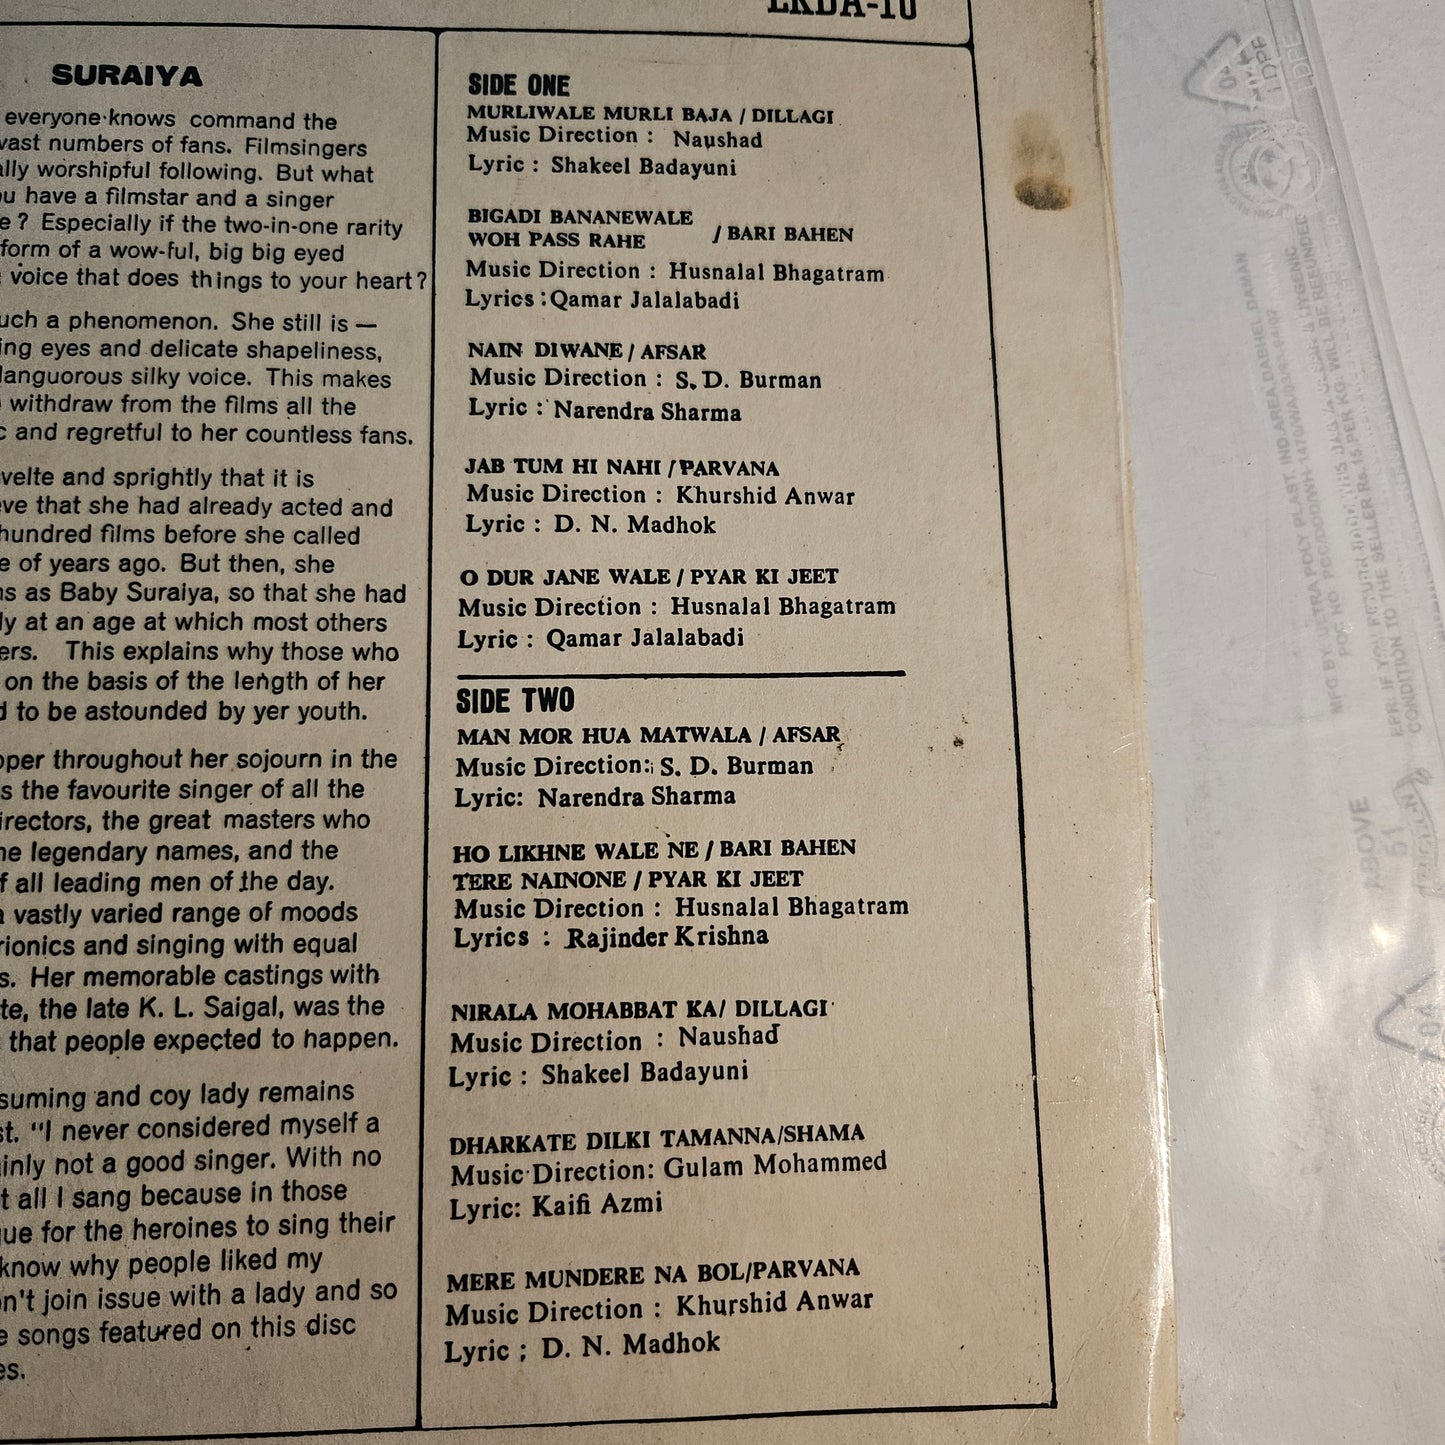 LKDA-10
SURAIYA
everyone knows command the
vast numbers of fans. Filmsingers
ally worshipful following. But what
ou have a filmstar and a singer
e ? Especially if the two-in-one rarity
form of a wow-ful, big big eyed
voice that does things to your heart?
uch a phenomenon. She still is —
ing eyes and delicate shapeliness,
languorous silky voice. This makes
withdraw from the films all the
c and regretful to her countless fans.
velte and sprightly that it is
eve that she had already acted and
hundred films before she called
e of years ago. But then, she
ns as Baby Suraiya, so that she had
ly at an age at which most others
ers. This explains why those who
on the basis of the length of her
d to be astounded by yer youth.
pper throughout her sojourn in the
s the favourite singer of all the
irectors, the great masters who
he legendary names, and the
f all leading men of the day.
a vastly varied range of moods
rionics and singing with equal
s. Her memorable castings with
te, the late K. L. Saigal, was the
that people expected to happen.
suming and coy lady remains
st. "I never considered myself a
inly not a good singer. With no
t all I sang because in those
gue for the heroines to sing their
know why people liked my
on't join issue with a lady and so
e songs featured on this disc
es.
SIDE ONE
MURLIWALE MURLI BAJA / DILLAGI
Music Direction : Naushad
Lyric : Shakeel Badayuni
BIGADI BANANEWALE
WOH PASS RAHE / BARI BAHEN
Music Direction : Husnalal Bhagatram
Lyrics : Qamar Jalalabadi
NAIN DIWANE / AFSAR
Music Direction : S. D. Burman
Lyric : Narendra Sharma
JAB TUM HI NAHI / PARVANA
Music Direction : Khurshid Anwar
Lyric : D. N. Madhok
O DUR JANE WALE / PYAR KI JEET
Music Direction : Husnalal Bhagatram
Lyric : Qamar Jalalabadi
SIDE TWO
MAN MOR HUA MATWALA / AFSAR
Music Direction: S. D. Burman
Lyric: Narendra Sharma
HO LIKHNE WALE NE / BARI BAHEN
TERE NAINONE / PYAR KI JEET
Music Direction : Husnalal Bhagatram
Lyrics : Rajinder Krishna
NIRALA MOHABBAT KA/ DILLAGI
Music Direction : Naushad
Lyric : Shakeel Badayuni
DHARKATE DILKI TAMANNA/SHAMA
Music Direction: Gulam Mohammed
Lyric: Kaifi Azmi
MERE MUNDERE NA BOL/PARVANA
Music Direction : Khurshid Anwar
Lyric ; D. N. Madhok
04
LDPE
ABOVE
51